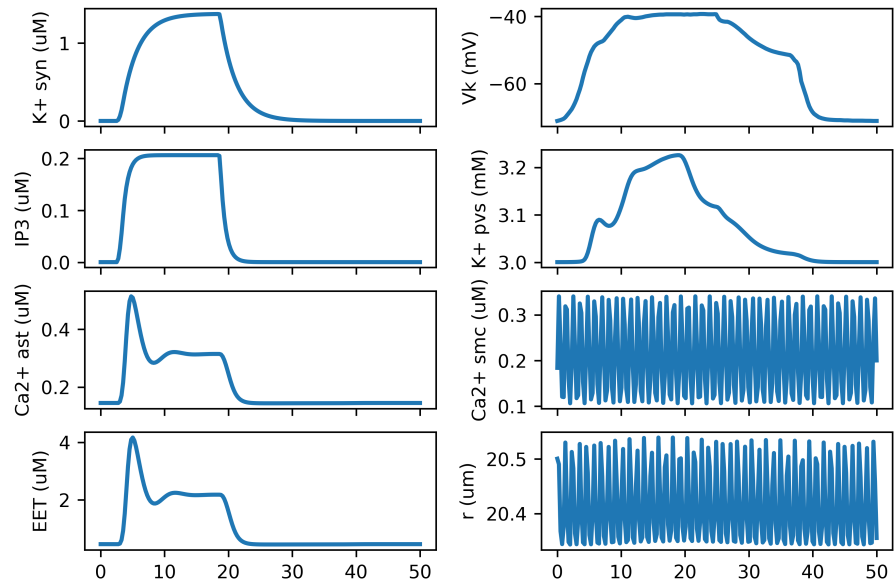 K+ syn (uM)
1
0
Vk (mV)
−40
−60
IP3 (uM)
0.2
0.1
0.0
K+ pvs (mM)
3.2
3.1
3.0
Ca2+ ast (uM)
0.4
0.2
Ca2+ smc (uM)
0.3
0.2
0.1
EET (uM)
4
2
0 10 20 30 40 50
r (um)
20.5
20.4
0 10 20 30 40 50